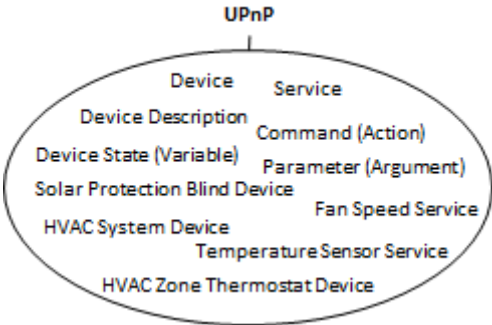 UPnP
Device
Service
Device Description
Command (Action)
Device State (Variable)
Parameter (Argument)
Solar Protection Blind Device
Fan Speed Service
HVAC System Device
Temperature Sensor Service
HVAC Zone Thermostat Device